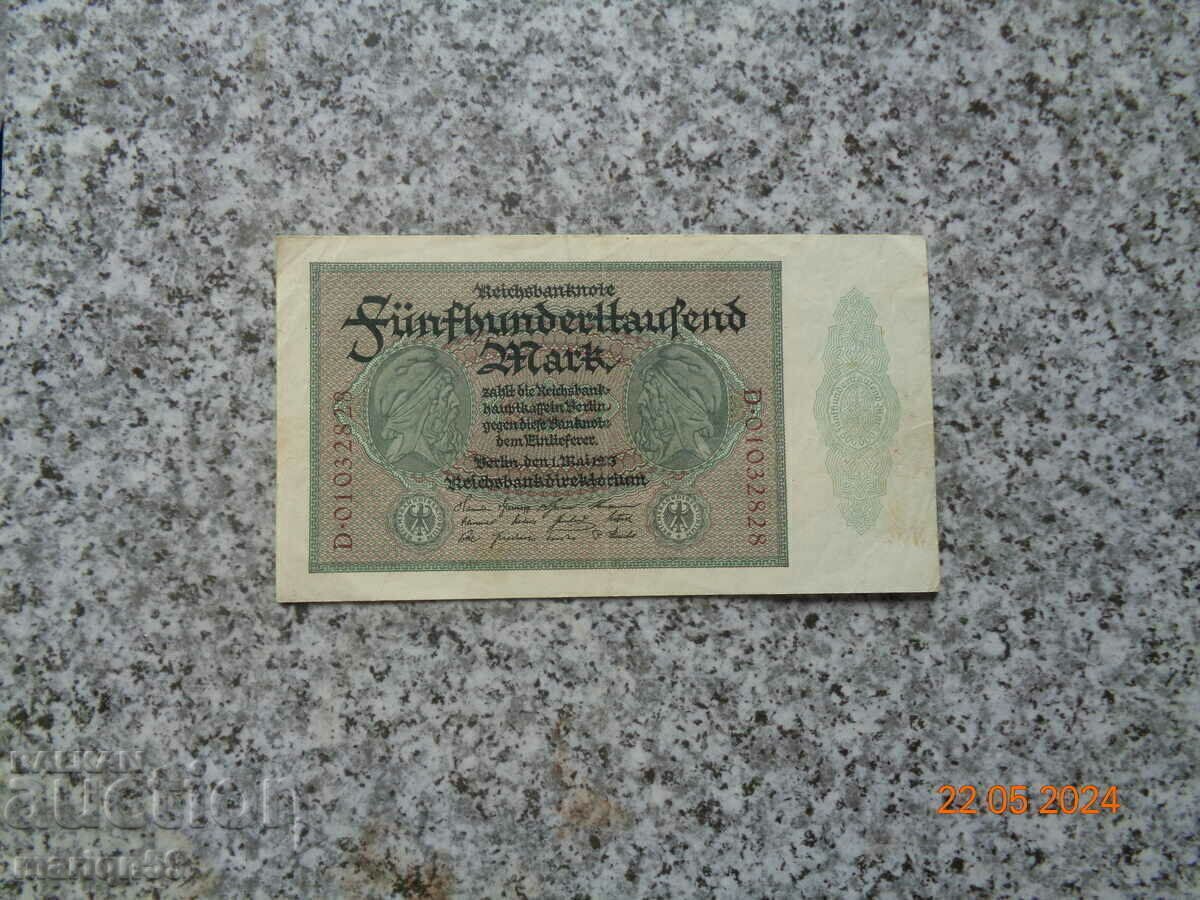 Reichsbanknote
Fünfhunderttausend
Mark
zahlt die Reichsbank-
hauptkasse in Berlin
gegen diese Banknote
dem Einlieferer.
Berlin, den 1. Mai 1923
Reichsbankdirektorium
D·01032828
D·01032828
BALKAN
auction
22 05 2024